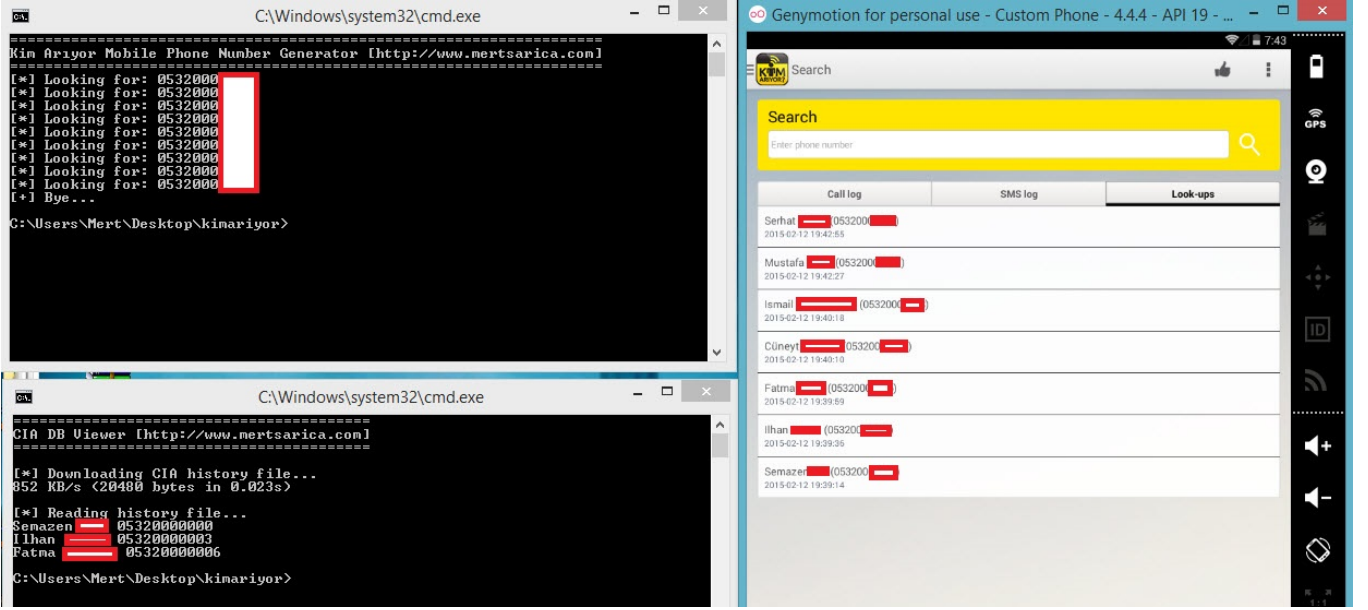 C:\Windows\system32\cmd.exe
=====================================================================
Kim Arıyor Mobile Phone Number Generator [http://www.mertsarica.com]
=====================================================================
[*] Looking for: 0532000
[*] Looking for: 0532000
[*] Looking for: 0532000
[*] Looking for: 0532000
[*] Looking for: 0532000
[*] Looking for: 0532000
[*] Looking for: 0532000
[*] Looking for: 0532000
[*] Looking for: 0532000
[+] Bye...
C:\Users\Mert\Desktop\kimariyor>
C:\Windows\system32\cmd.exe
=========================================
CIA DB Viewer [http://www.mertsarica.com]
=========================================
[*] Downloading CIA history file...
852 KB/s (20480 bytes in 0.023s)
[*] Reading history file...
Semazen 05320000000
Ilhan 05320000003
Fatma 05320000006
C:\Users\Mert\Desktop\kimariyor>
Genymotion for personal use - Custom Phone - 4.4.4 - API 19 - ...
7:43
KİM ARIYOR? Search
Search
Enter phone number
Call log SMS log Look-ups
Serhat (0532000 )
2015-02-12 19:42:55
Mustafa (053200 )
2015-02-12 19:42:27
Ismail (053200 )
2015-02-12 19:40:18
Cüneyt 053200 )
2015-02-12 19:40:10
Fatma (053200 )
2015-02-12 19:39:59
Ilhan (05320 )
2015-02-12 19:39:36
Semazen (053200 )
2015-02-12 19:39:14
GPS
ID
1:1